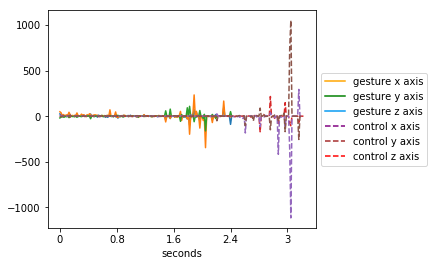 1000
500
0
−500
−1000
0 0.8 1.6 2.4 3
seconds
gesture x axis
gesture y axis
gesture z axis
control x axis
control y axis
control z axis